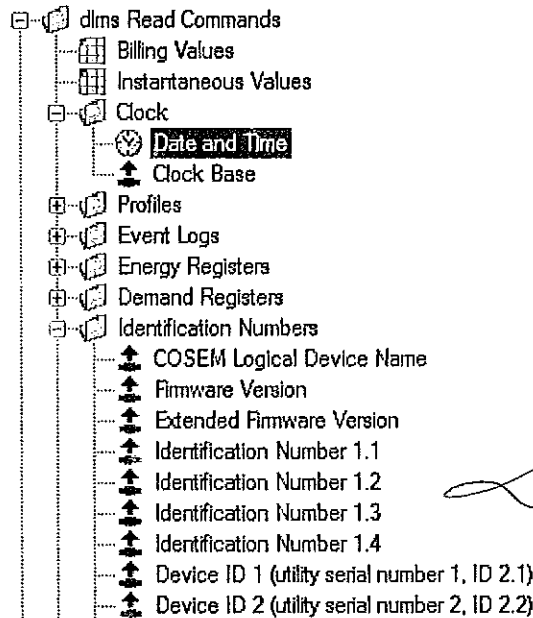 dlms Read Commands
Billing Values
Instantaneous Values
Clock
Date and Time
Clock Base
Profiles
Event Logs
Energy Registers
Demand Registers
Identification Numbers
COSEM Logical Device Name
Firmware Version
Extended Firmware Version
Identification Number 1.1
Identification Number 1.2
Identification Number 1.3
Identification Number 1.4
Device ID 1 (utility serial number 1, ID 2.1)
Device ID 2 (utility serial number 2, ID 2.2)